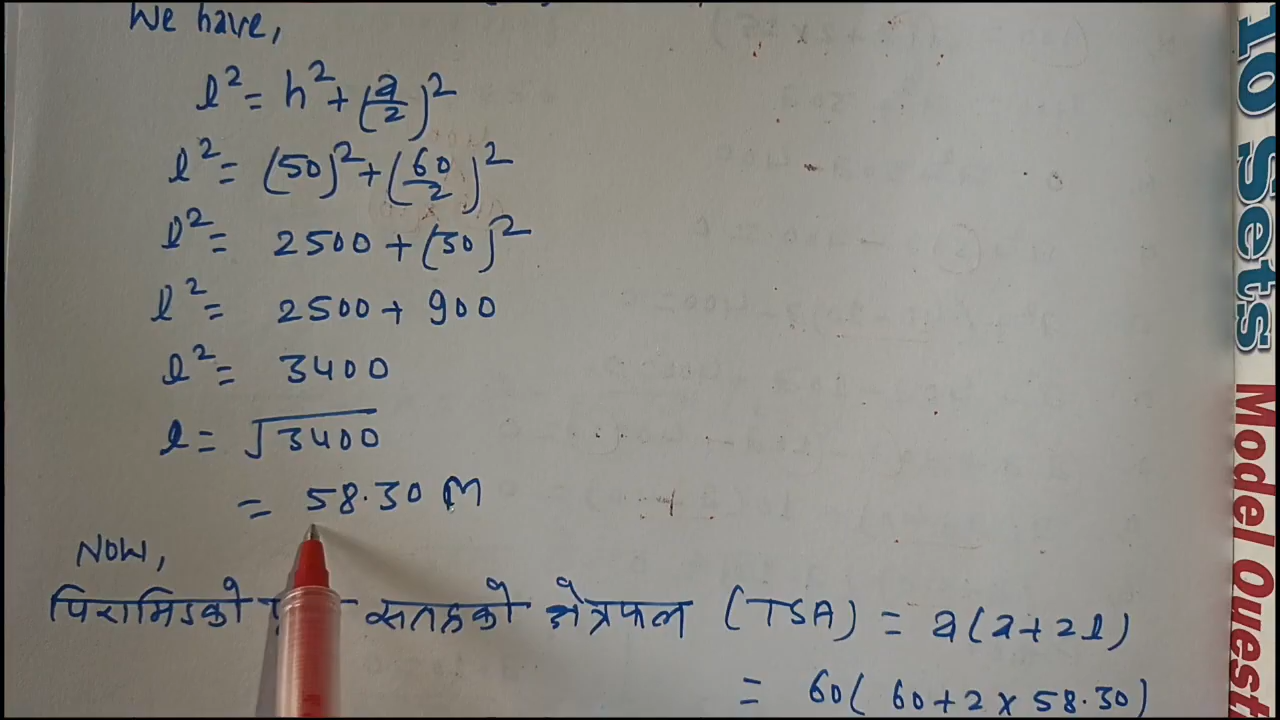 We have,
l² = h² + (a/2)²
l² = (50)² + (60/2)²
l² = 2500 + (30)²
l² = 2500 + 900
l² = 3400
l = √3400
= 58.30 M
Now,
पिरामिडको सतहको क्षेत्रफल (TSA) = a(a+2l)
= 60(60+2×58.30)
10 Sets Model Quest